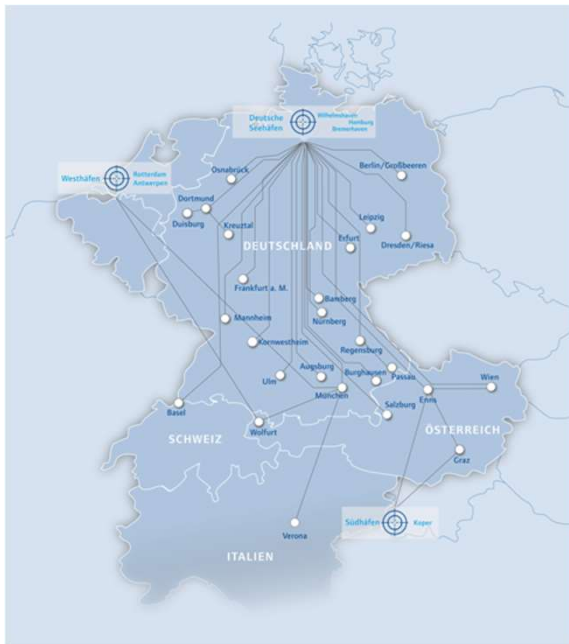 Deutsche
Seehäfen
Wilhelmshaven
Hamburg
Bremerhaven
Westhäfen
Rotterdam
Antwerpen
Osnabrück
Berlin/Großbeeren
Dortmund
Duisburg
Kreuztal
Leipzig
DEUTSCHLAND
Erfurt
Dresden/Riesa
Frankfurt a. M.
Bamberg
Nürnberg
Mannheim
Kornwestheim
Regensburg
Ulm
Augsburg
Burghausen
Passau
München
Enns
Wien
Basel
Wolfurt
Salzburg
SCHWEIZ
ÖSTERREICH
Graz
Verona
Südhäfen
Koper
ITALIEN